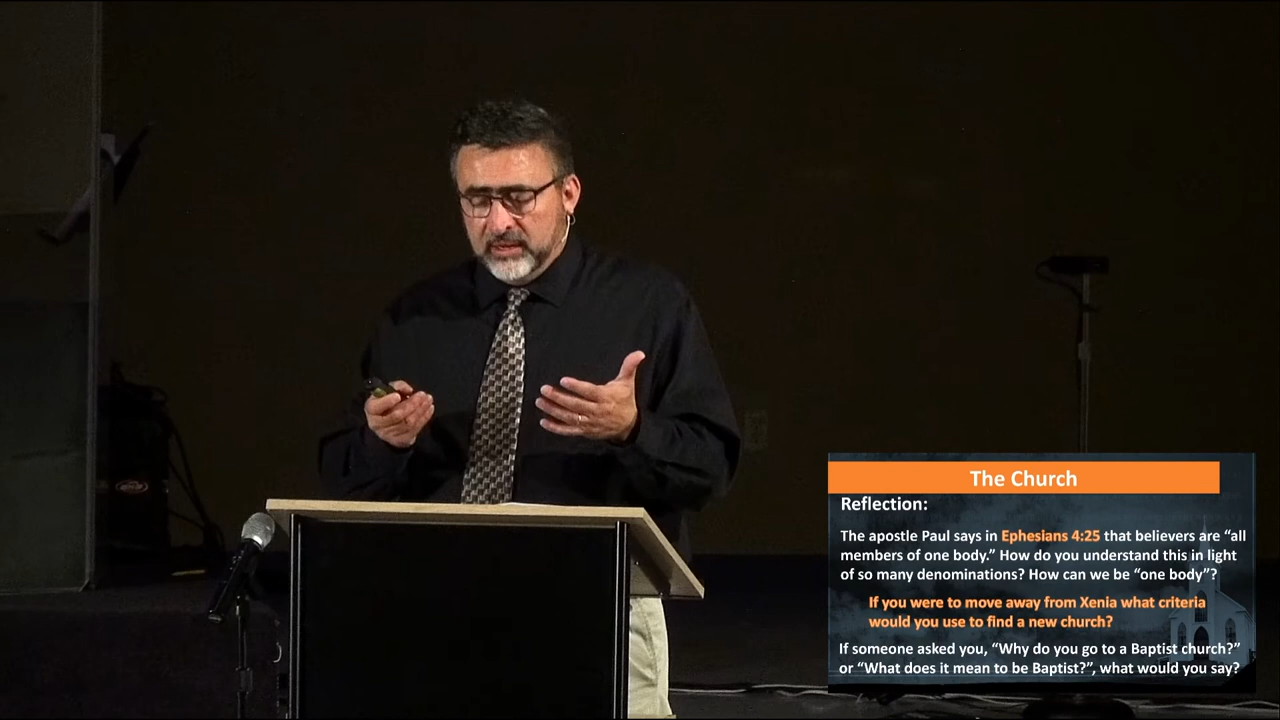 The Church
Reflection:
The apostle Paul says in Ephesians 4:25 that believers are “all
members of one body.” How do you understand this in light
of so many denominations? How can we be “one body”?
If you were to move away from Xenia what criteria
would you use to find a new church?
If someone asked you, “Why do you go to a Baptist church?”
or “What does it mean to be Baptist?”, what would you say?